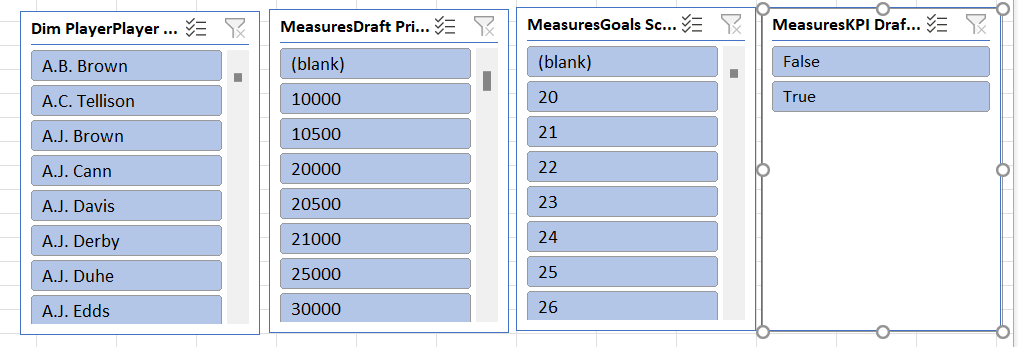 Dim PlayerPlayer ...
A.B. Brown
A.C. Tellison
A.J. Brown
A.J. Cann
A.J. Davis
A.J. Derby
A.J. Duhe
A.J. Edds
MeasuresDraft Pri...
(blank)
10000
10500
20000
20500
21000
25000
30000
MeasuresGoals Sc...
(blank)
20
21
22
23
24
25
26
MeasuresKPI Draf...
False
True